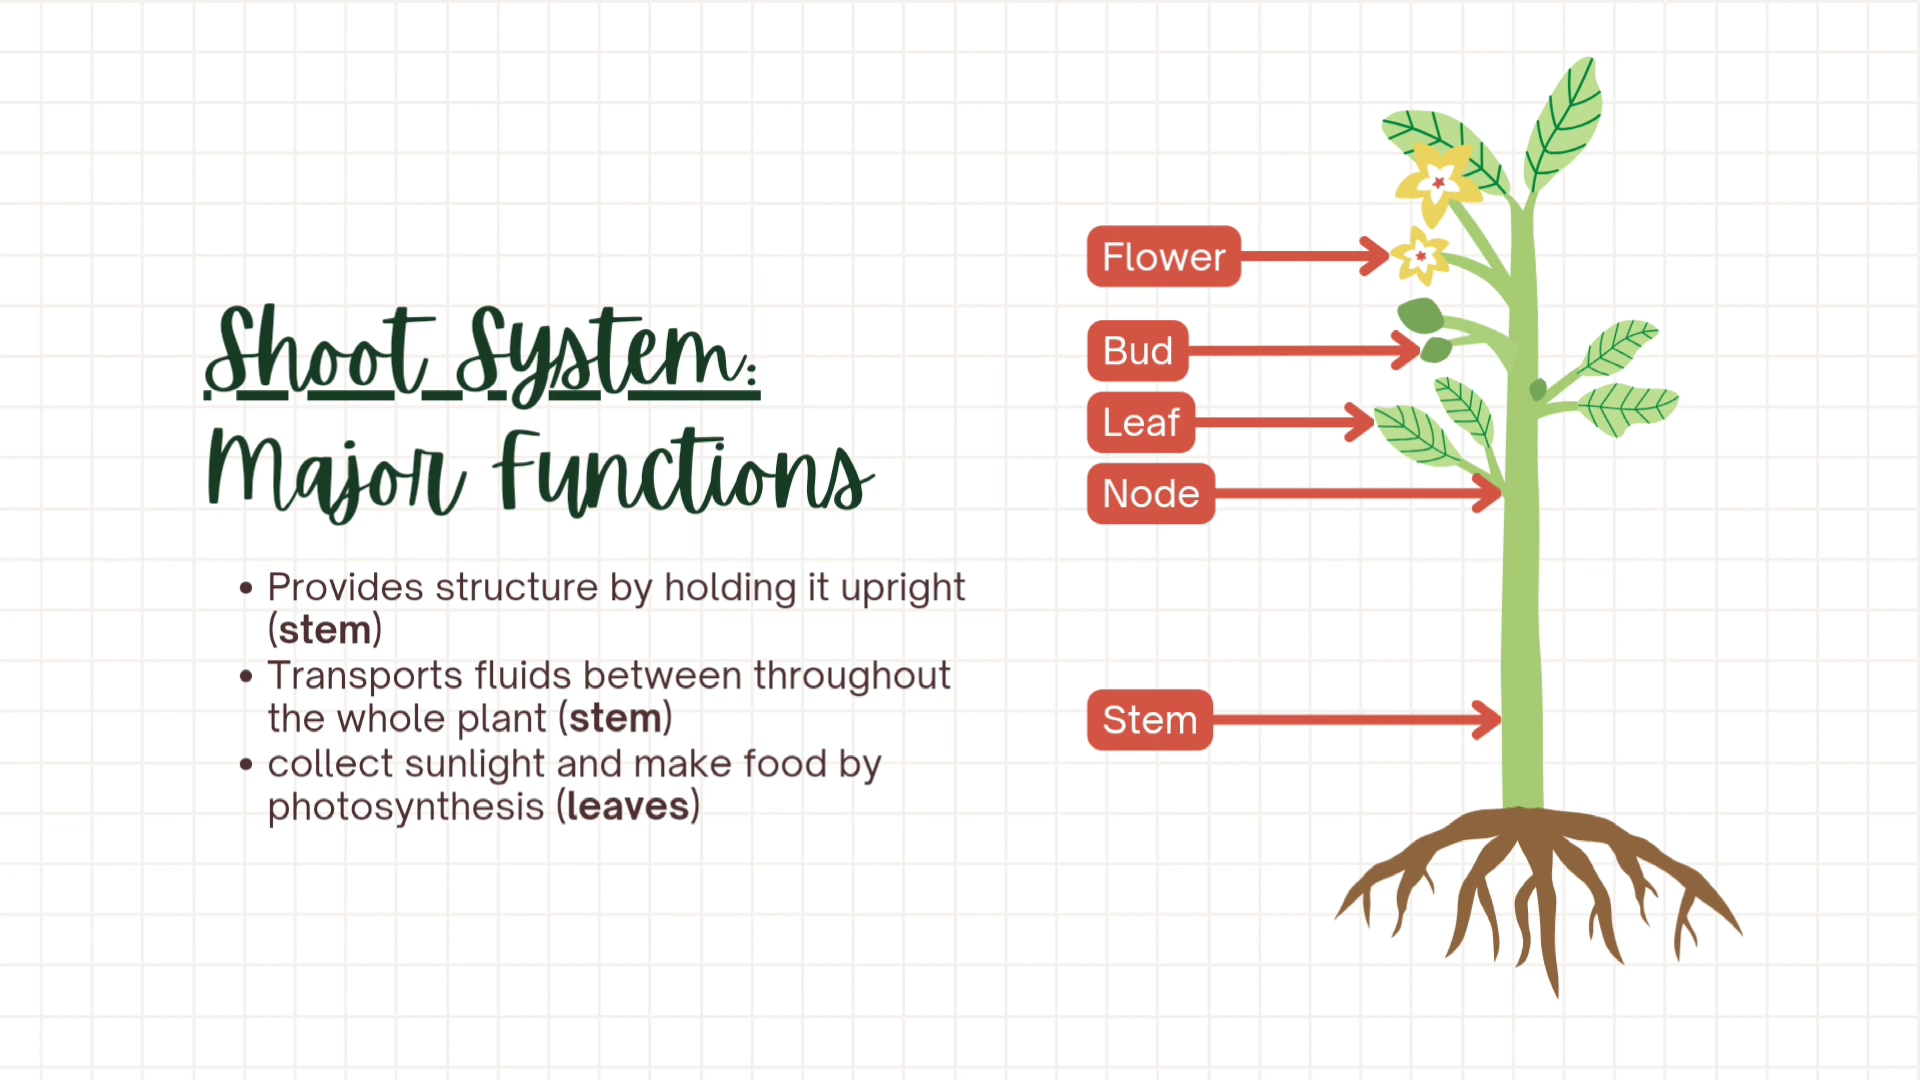 Shoot System:
Major Functions
• Provides structure by holding it upright
(stem)
• Transports fluids between throughout
the whole plant (stem)
• collect sunlight and make food by
photosynthesis (leaves)
Flower
Bud
Leaf
Node
Stem